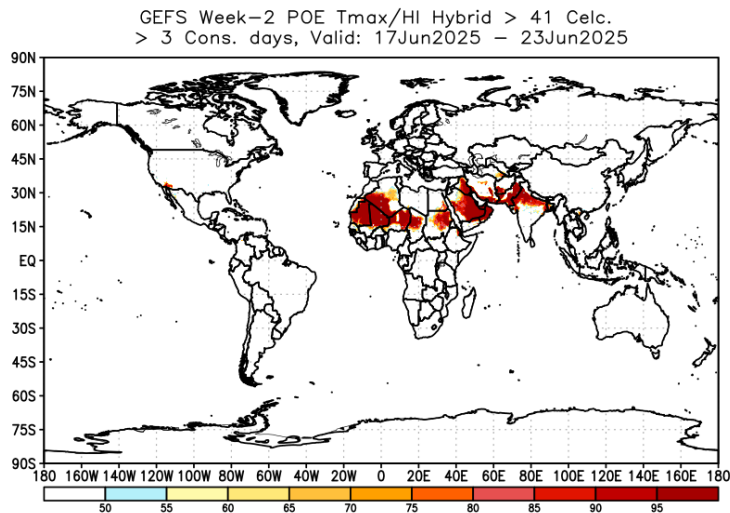 GEFS Week-2 POE Tmax/HI Hybrid > 41 Celc.
> 3 Cons. days, Valid: 17Jun2025 - 23Jun2025
90N
75N
60N
45N
30N
15N
EQ
15S
30S
45S
60S
75S
90S
180 160W 140W 120W 100W 80W 60W 40W 20W 0 20E 40E 60E 80E 100E 120E 140E 160E 180
50 55 60 65 70 75 80 85 90 95